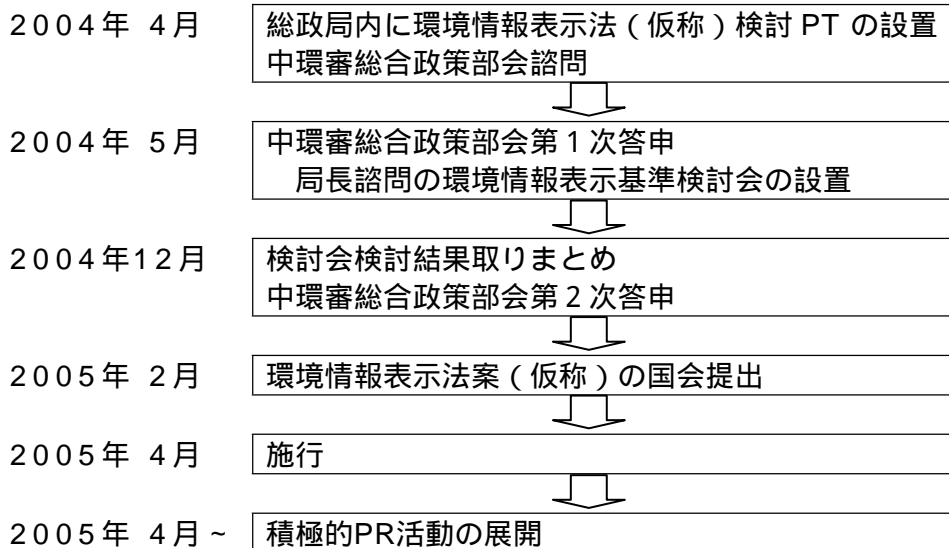 2004年 4月 総政局内に環境情報表示法（仮称）検討 PT の設置
中環審総合政策部会諮問
2004年 5月 中環審総合政策部会第１次答申
局長諮問の環境情報表示基準検討会の設置
2004年12月 検討会検討結果取りまとめ
中環審総合政策部会第２次答申
2005年 2月 環境情報表示法案（仮称）の国会提出
2005年 4月 施行
2005年 4月～ 積極的PR活動の展開